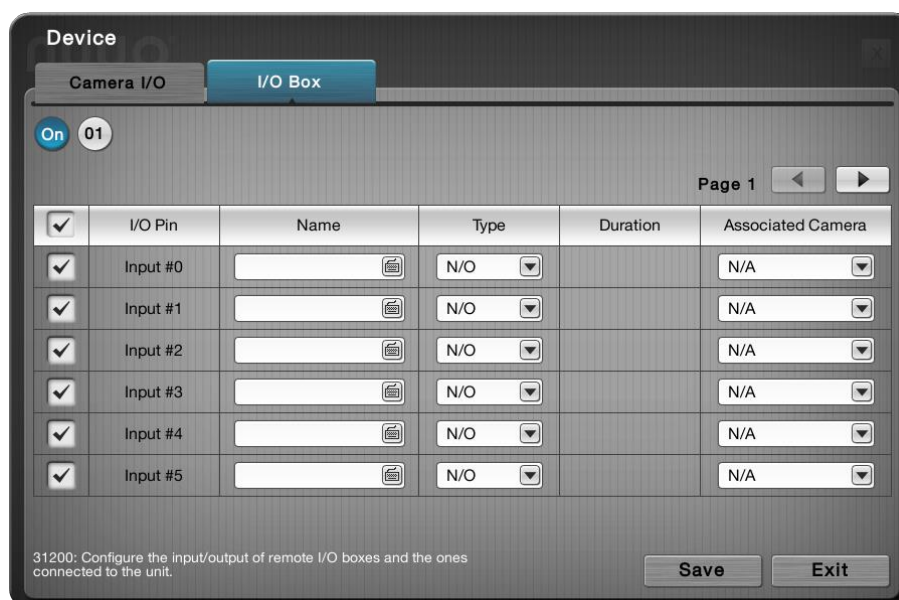 Device
Camera I/O I/O Box
On 01
Page 1
I/O Pin Name Type Duration Associated Camera
Input #0 N/O N/A
Input #1 N/O N/A
Input #2 N/O N/A
Input #3 N/O N/A
Input #4 N/O N/A
Input #5 N/O N/A
31200: Configure the input/output of remote I/O boxes and the ones
connected to the unit.
Save Exit